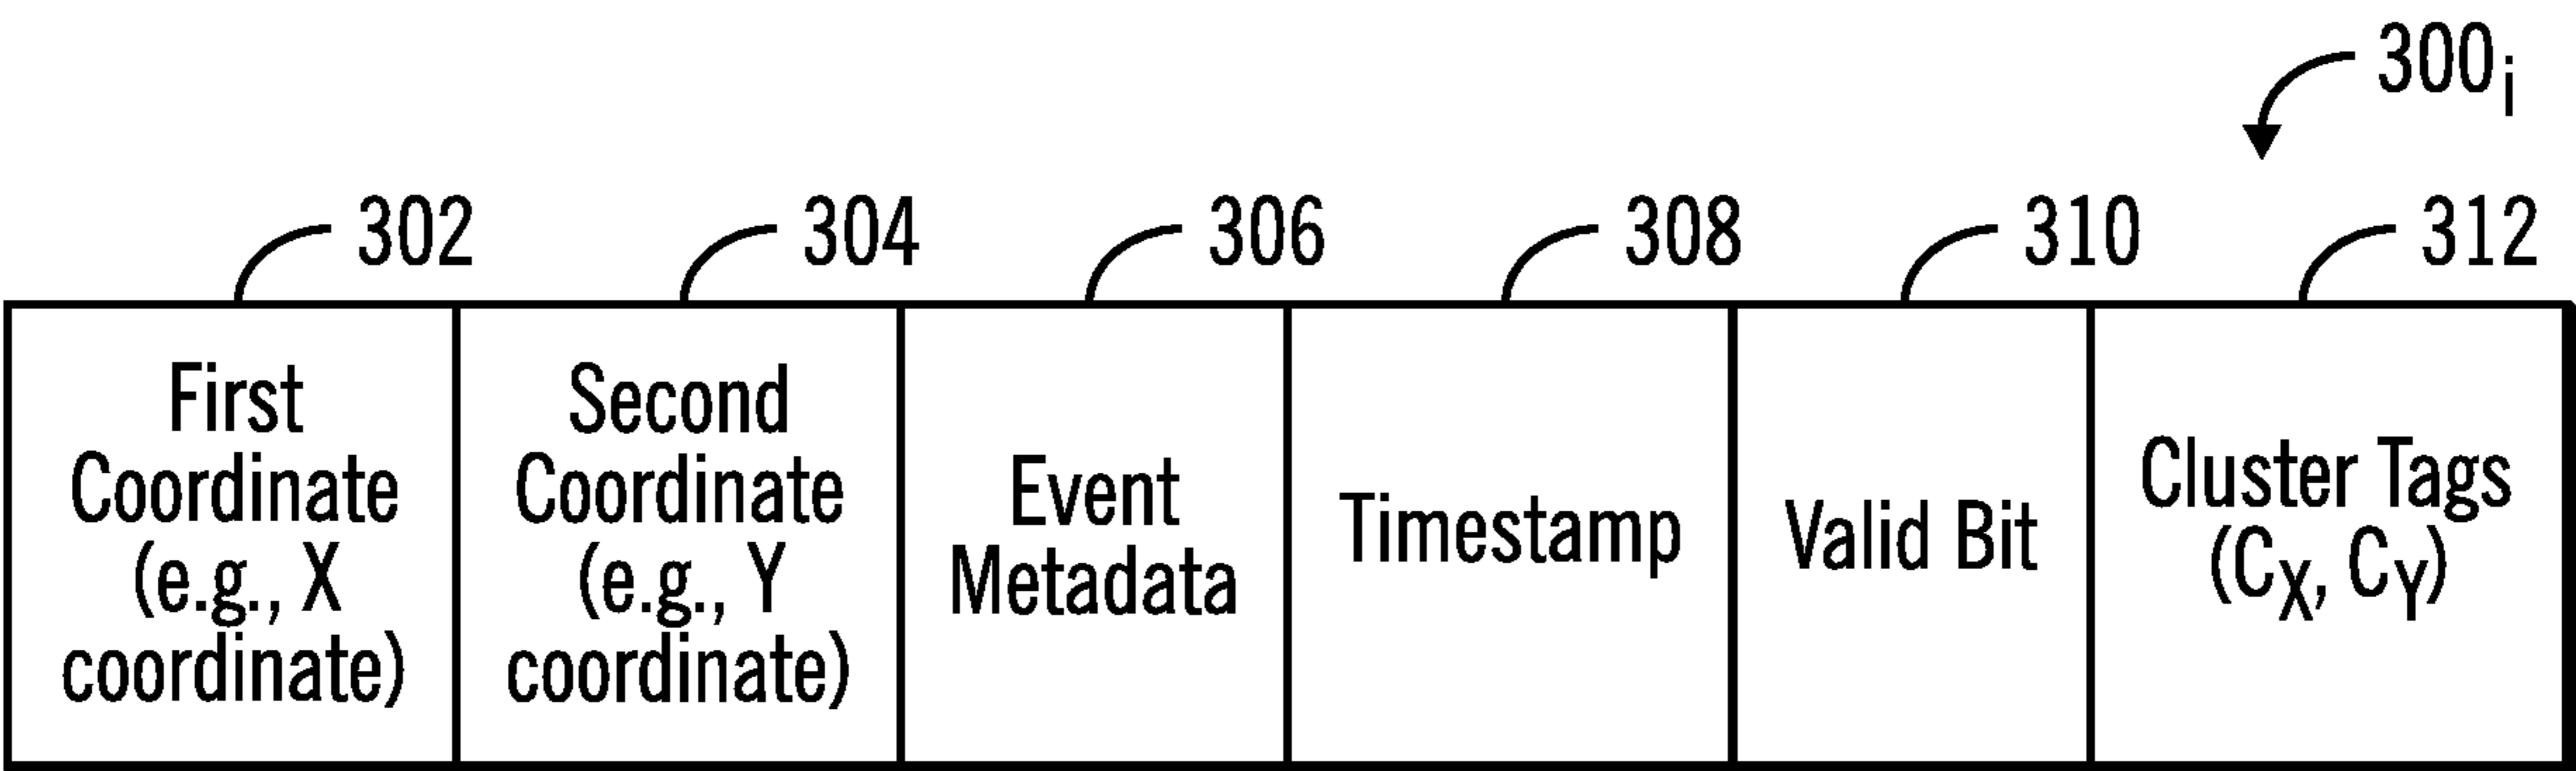 300i
302 304 306 308 310 312
First
Coordinate
(e.g., X
coordinate)
Second
Coordinate
(e.g., Y
coordinate)
Event
Metadata
Timestamp
Valid Bit
Cluster Tags
(CX, CY)